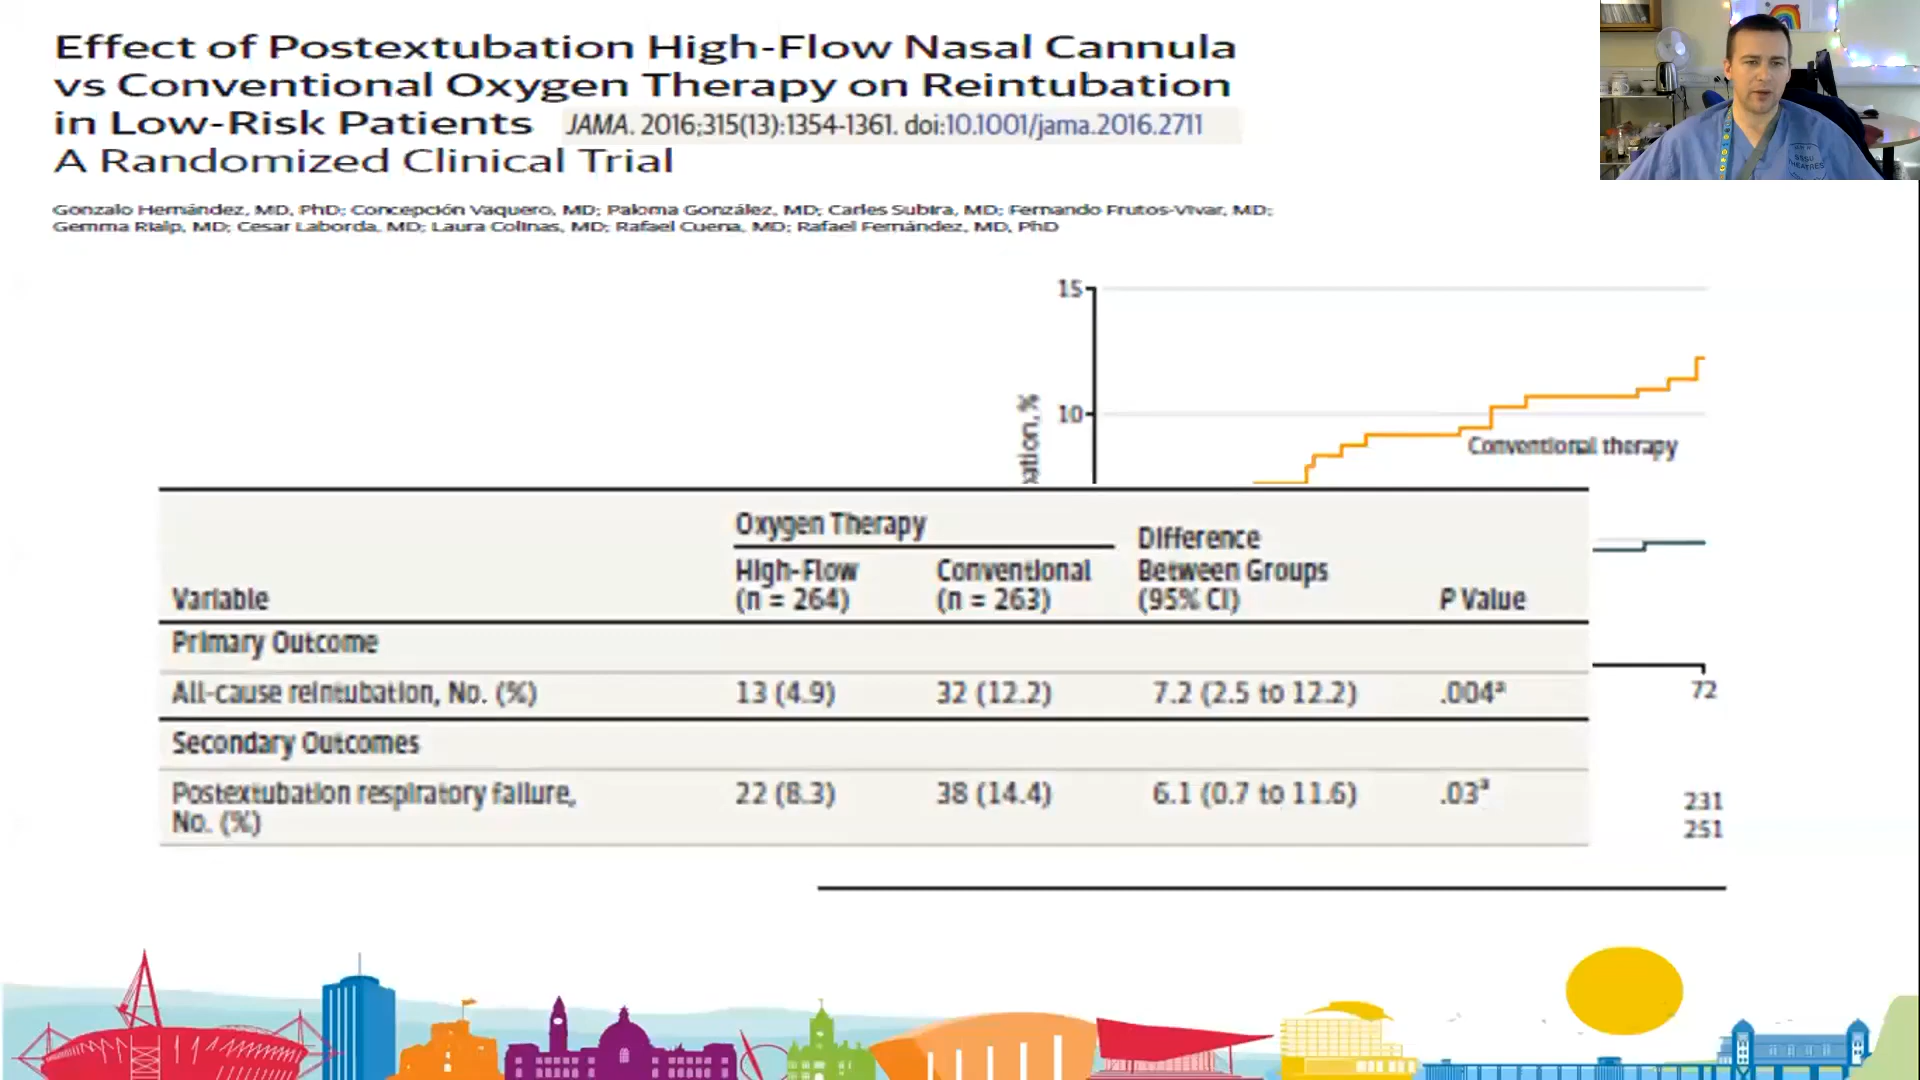 Effect of Postextubation High-Flow Nasal Cannula
vs Conventional Oxygen Therapy on Reintubation
in Low-Risk Patients JAMA. 2016;315(13):1354-1361. doi:10.1001/jama.2016.2711
A Randomized Clinical Trial
Gonzalo Hernández, MD, PhD; Concepción Vaquero, MD; Paloma González, MD; Carles Subira, MD; Fernando Frutos-Vivar, MD;
Gemma Rialp, MD; Cesar Laborda, MD; Laura Colinas, MD; Rafael Cuena, MD; Rafael Fernández, MD, PhD
15
10
ation, %
Conventional therapy
Oxygen Therapy
Difference
High-Flow Conventional Between Groups
Variable (n = 264) (n = 263) (95% CI) P Value
Primary Outcome
All-cause reintubation, No. (%) 13 (4.9) 32 (12.2) 7.2 (2.5 to 12.2) .004a
72
Secondary Outcomes
Postextubation respiratory failure, 22 (8.3) 38 (14.4) 6.1 (0.7 to 11.6) .03a
No. (%)
231
251
THEATRES